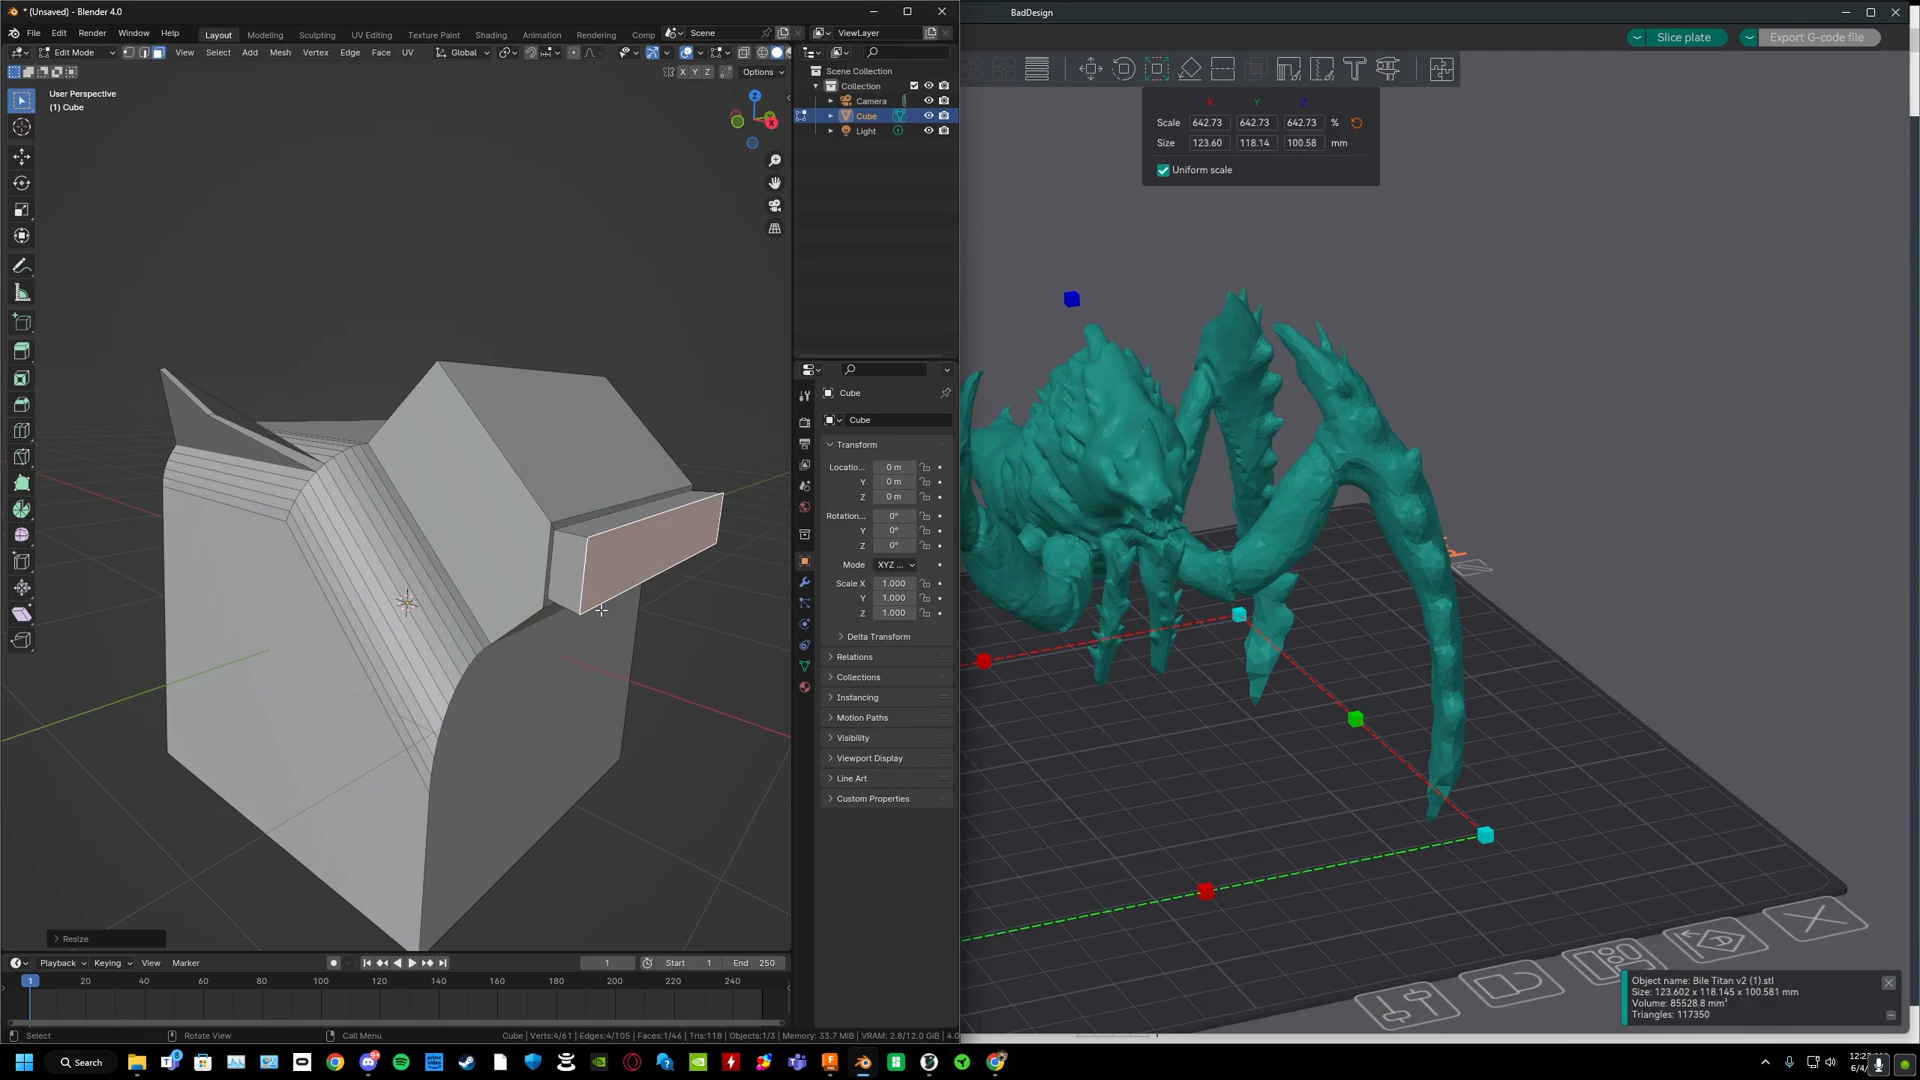 * (Unsaved) - Blender 4.0
File Edit Render Window Help Layout Modeling Sculpting UV Editing Texture Paint Shading Animation Rendering Comp
Scene
ViewLayer
Edit Mode
View Select Add Mesh Vertex Edge Face UV
Global
X Y Z Options
User Perspective
(1) Cube
Z
X
Scene Collection
Collection
Camera
Cube
Light
Cube
Cube
Transform
Locatio... 0 m
Y 0 m
Z 0 m
Rotation... 0°
Y 0°
Z 0°
Mode XYZ ...
Scale X 1.000
Y 1.000
Z 1.000
Delta Transform
Relations
Collections
Instancing
Motion Paths
Visibility
Viewport Display
Line Art
Custom Properties
Resize
Playback Keying View Marker
1
Start 1 End 250
1 20 40 60 80 100 120 140 160 180 200 220 240
Select Rotate View Call Menu
Cube | Verts:4/61 | Edges:4/105 | Faces:1/46 | Tris:118 | Objects:1/3 | Memory: 33.7 MiB | VRAM: 2.8/12.0 GiB | 4.0
BadDesign
Slice plate
Export G-code file
X Y Z
Scale 642.73 642.73 642.73 %
Size 123.60 118.14 100.58 mm
Uniform scale
Object name: Bile Titan v2 (1).stl
Size: 123.602 x 118.145 x 100.581 mm
Volume: 85528.8 mm³
Triangles: 117350
Search